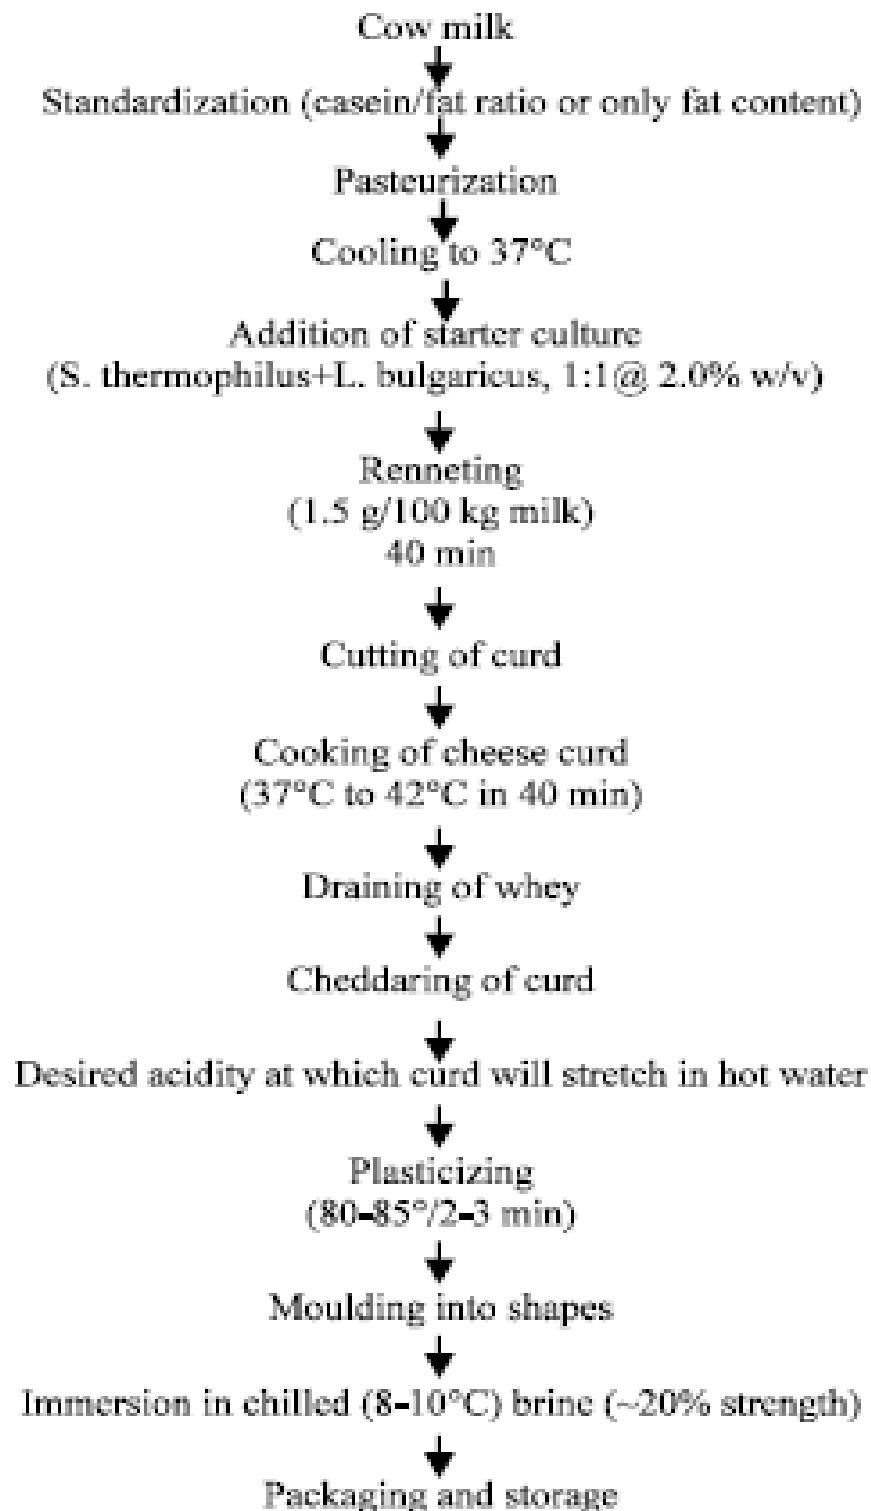 Cow milk
Standardization (casein/fat ratio or only fat content)
Pasteurization
Cooling to 37°C
Addition of starter culture
(S. thermophilus+L. bulgaricus, 1:1@ 2.0% w/v)
Renneting
(1.5 g/100 kg milk)
40 min
Cutting of curd
Cooking of cheese curd
(37°C to 42°C in 40 min)
Draining of whey
Cheddaring of curd
Desired acidity at which curd will stretch in hot water
Plasticizing
(80–85°/2–3 min)
Moulding into shapes
Immersion in chilled (8–10°C) brine (~20% strength)
Packaging and storage